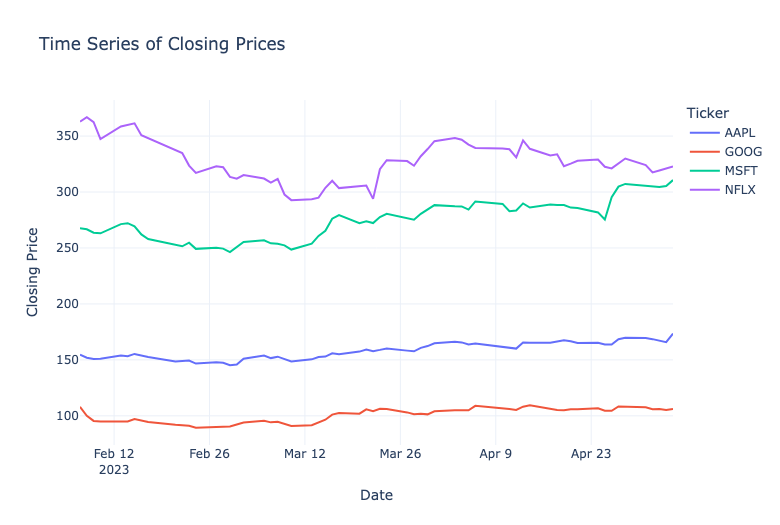 Time Series of Closing Prices
Ticker
AAPL
GOOG
MSFT
NFLX
Closing Price
350
300
250
200
150
100
Feb 12
2023
Feb 26
Mar 12
Mar 26
Apr 9
Apr 23
Date